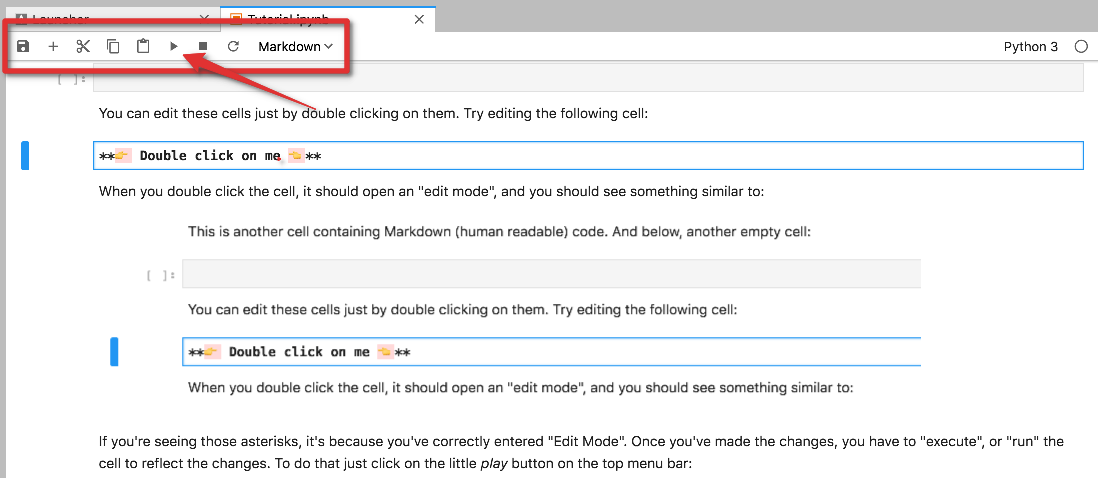 Launcher
Tutorial.ipynb
Markdown
Python 3
[ ]:
You can edit these cells just by double clicking on them. Try editing the following cell:
**👉 Double click on me 👈**
When you double click the cell, it should open an "edit mode", and you should see something similar to:
This is another cell containing Markdown (human readable) code. And below, another empty cell:
[ ]:
You can edit these cells just by double clicking on them. Try editing the following cell:
**👉 Double click on me 👈**
When you double click the cell, it should open an "edit mode", and you should see something similar to:
If you're seeing those asterisks, it's because you've correctly entered "Edit Mode". Once you've made the changes, you have to "execute", or "run" the
cell to reflect the changes. To do that just click on the little play button on the top menu bar: